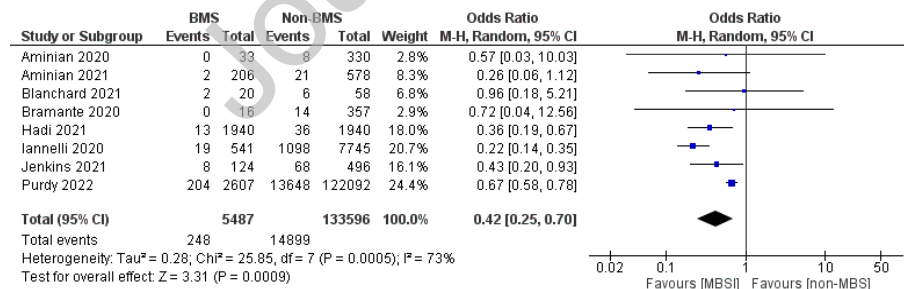 BMS Non-BMS Odds Ratio Odds Ratio
Study or Subgroup Events Total Events Total Weight M-H, Random, 95% CI M-H, Random, 95% CI
Aminian 2020 0 33 8 330 2.8% 0.57 [0.03, 10.03]
Aminian 2021 2 206 21 578 8.3% 0.26 [0.06, 1.12]
Blanchard 2021 2 20 6 58 6.8% 0.96 [0.18, 5.21]
Bramante 2020 0 16 14 357 2.9% 0.72 [0.04, 12.56]
Hadi 2021 13 1940 36 1940 18.0% 0.36 [0.19, 0.67]
Iannelli 2020 19 541 1098 7745 20.7% 0.22 [0.14, 0.35]
Jenkins 2021 8 124 68 496 16.1% 0.43 [0.20, 0.93]
Purdy 2022 204 2607 13648 122092 24.4% 0.67 [0.58, 0.78]
Total (95% CI) 5487 133596 100.0% 0.42 [0.25, 0.70]
Total events 248 14899
Heterogeneity: Tau² = 0.28; Chi² = 25.85, df = 7 (P = 0.0005); I² = 73%
Test for overall effect: Z = 3.31 (P = 0.0009)
0.02 0.1 1 10 50
Favours [MBSI] Favours [non-MBS]